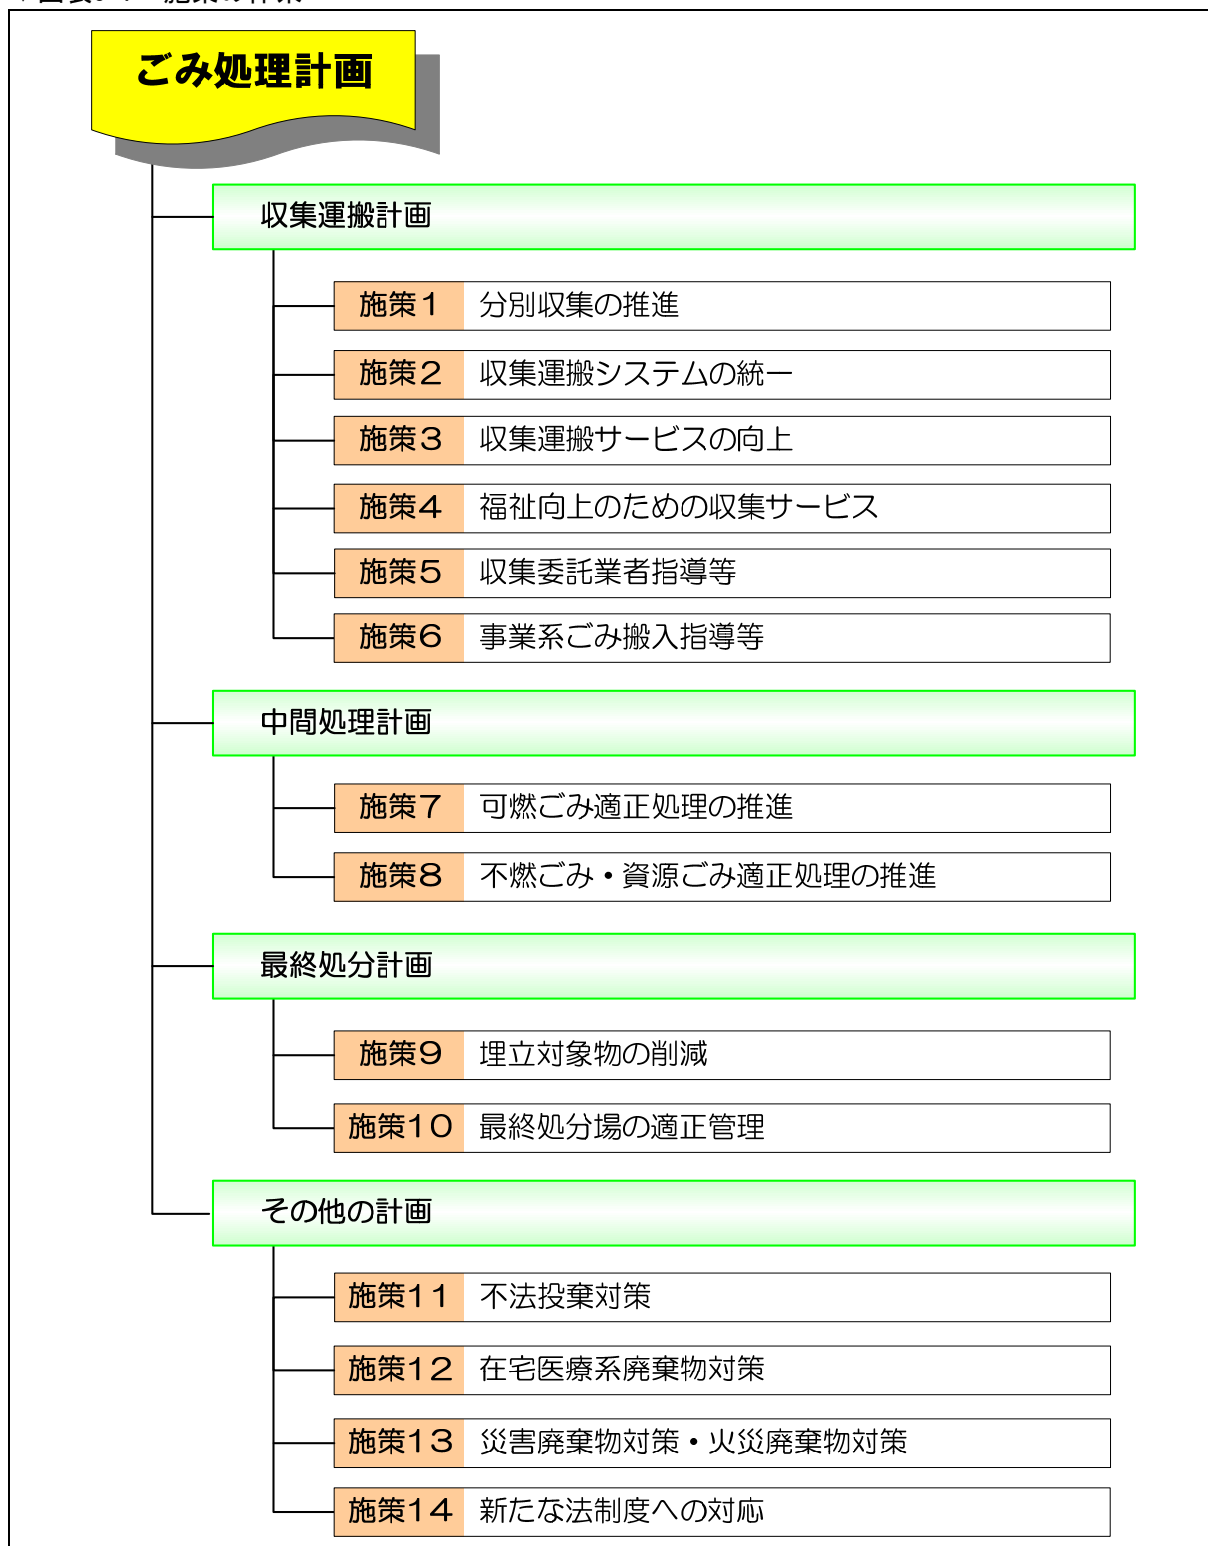 ごみ処理計画
収集運搬計画
施策1 分別収集の推進
施策2 収集運搬システムの統一
施策3 収集運搬サービスの向上
施策4 福祉向上のための収集サービス
施策5 収集委託業者指導等
施策6 事業系ごみ搬入指導等
中間処理計画
施策7 可燃ごみ適正処理の推進
施策8 不燃ごみ・資源ごみ適正処理の推進
最終処分計画
施策9 埋立対象物の削減
施策10 最終処分場の適正管理
その他の計画
施策11 不法投棄対策
施策12 在宅医療系廃棄物対策
施策13 災害廃棄物対策・火災廃棄物対策
施策14 新たな法制度への対応